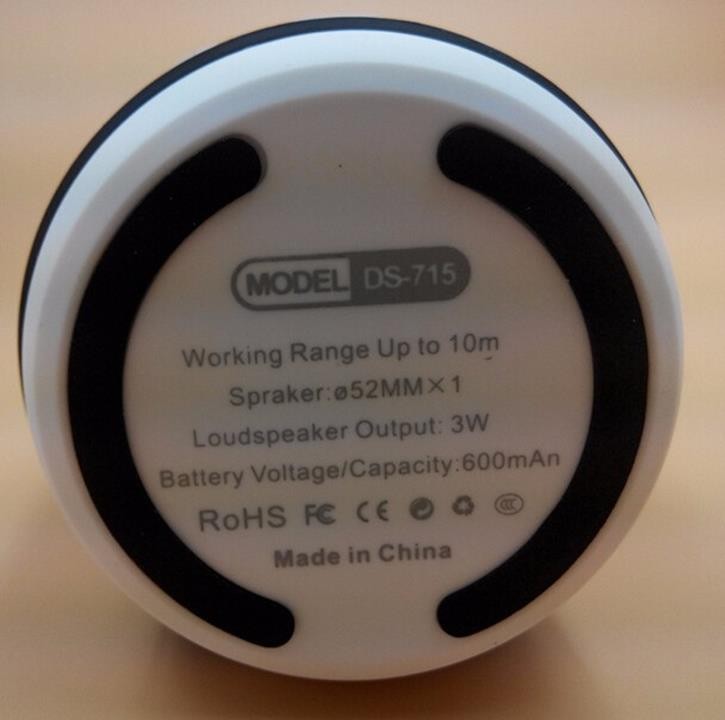 MODEL DS-715
Working Range Up to 10m
Spraker:ø52MM×1
Loudspeaker Output: 3W
Battery Voltage/Capacity:600mAn
RoHS FC CE
Made in China